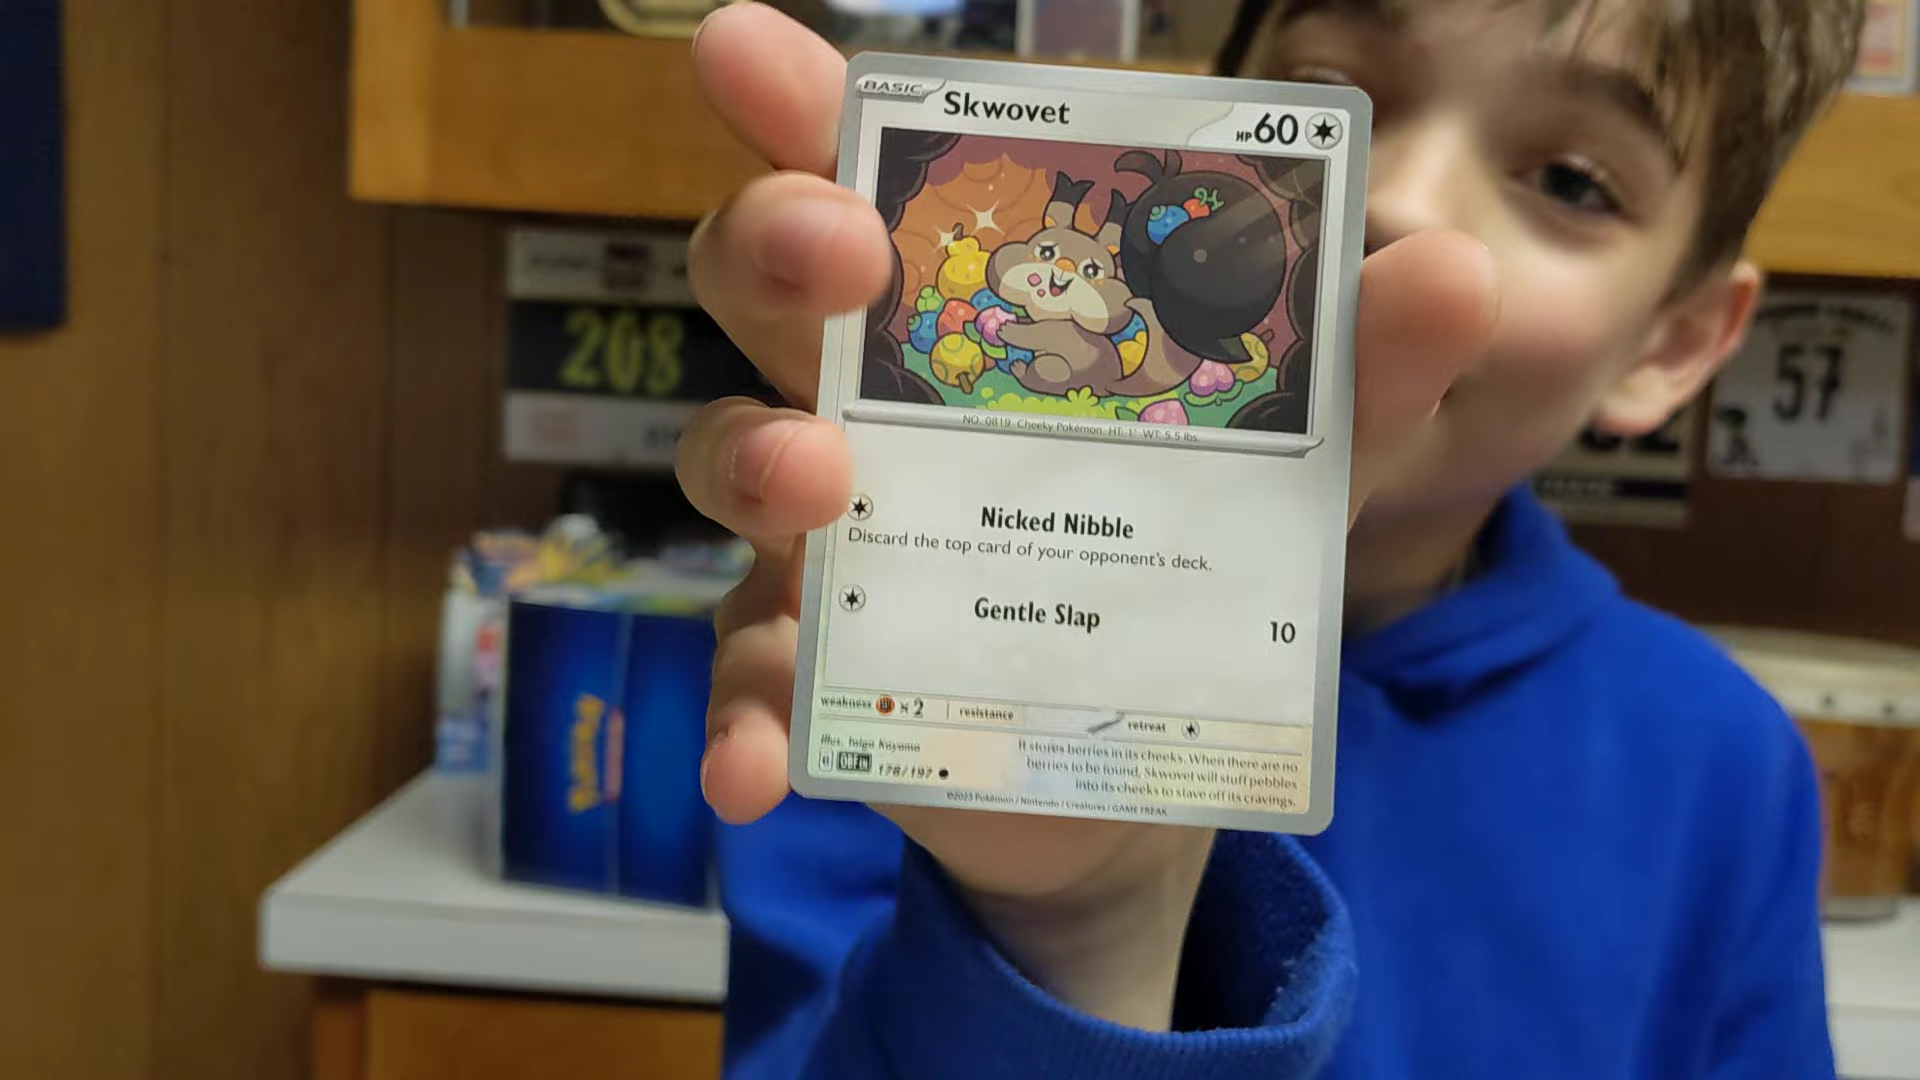 BASIC
Skwovet
HP 60
NO. 0819 Cheeky Pokémon HT: 1' WT: 5.5 lbs.
Nicked Nibble
Discard the top card of your opponent's deck.
Gentle Slap 10
weakness × 2 resistance retreat
Illus. Taiga Kayama
It stores berries in its cheeks. When there are no
berries to be found, Skwovet will stuff pebbles
into its cheeks to stave off its cravings.
G OBF EN 178/197
©2023 Pokémon / Nintendo / Creatures / GAME FREAK
208
57